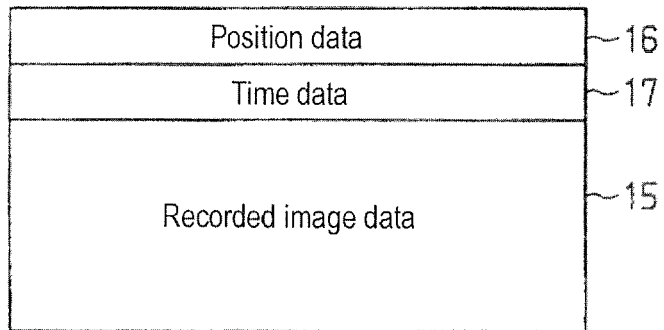 Position data 16
Time data 17
Recorded image data 15